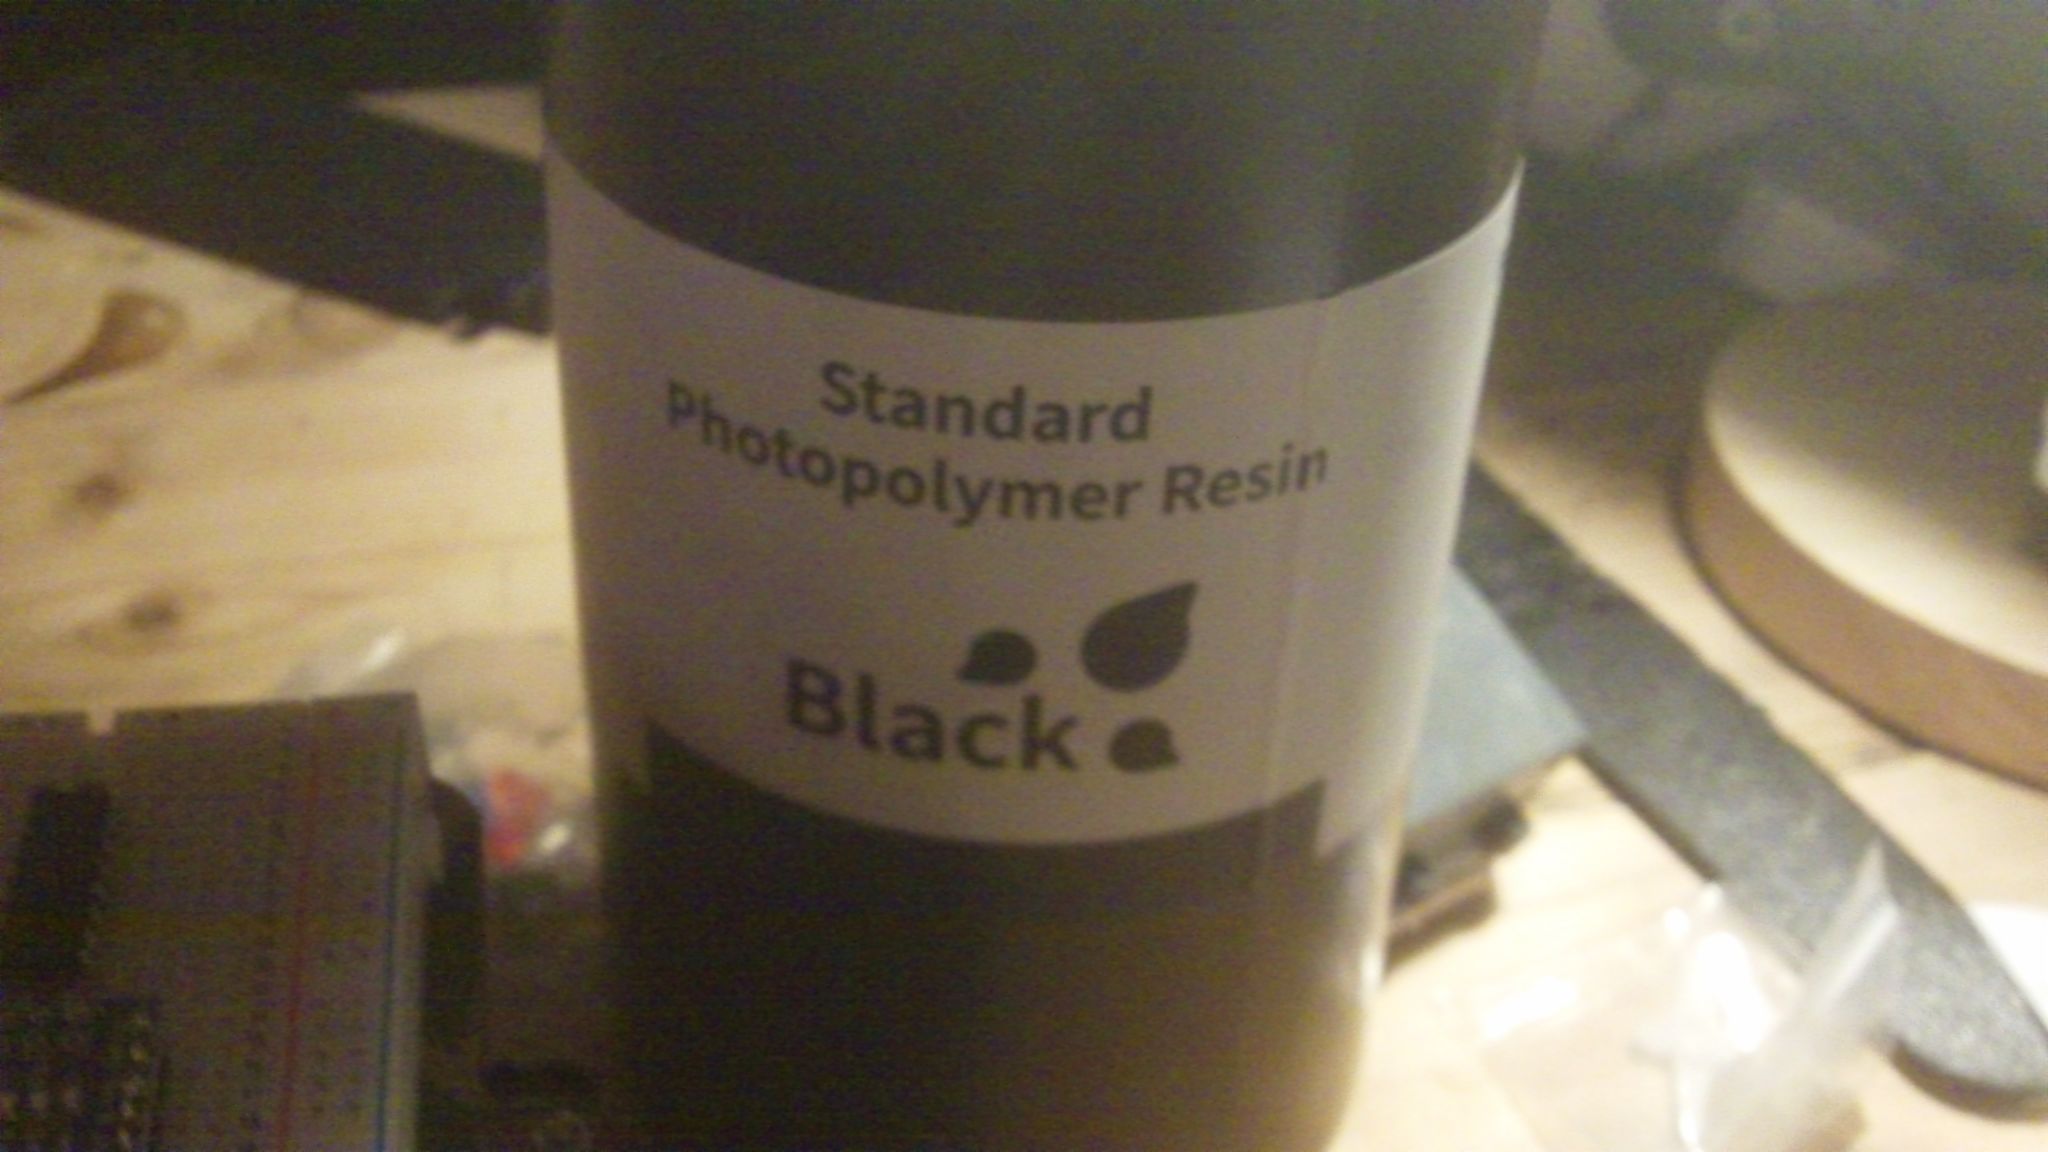 Standard
Photopolymer Resin
Black